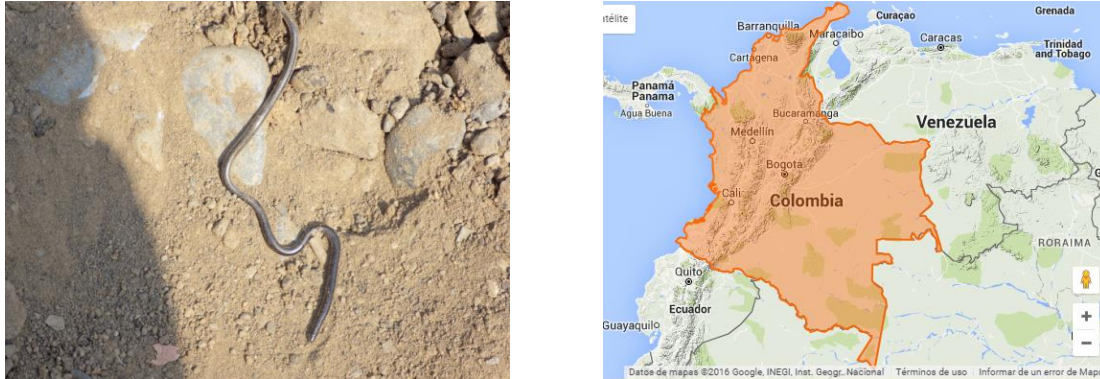 atélite
Barranquilla
Curaçao
Grenada
Maracaibo
Caracas
Cartagena
Trinidad
and Tobago
Panamá
Panama
Agua Buena
Bucaramanga
Venezuela
Medellín
Bogota
Cali
Colombia
RORAIMA
Quito
Ecuador
Guayaquil
Datos de mapas ©2016 Google, INEGI, Inst. Geogr. Nacional
Términos de uso
Informar de un error de Maps
+
−